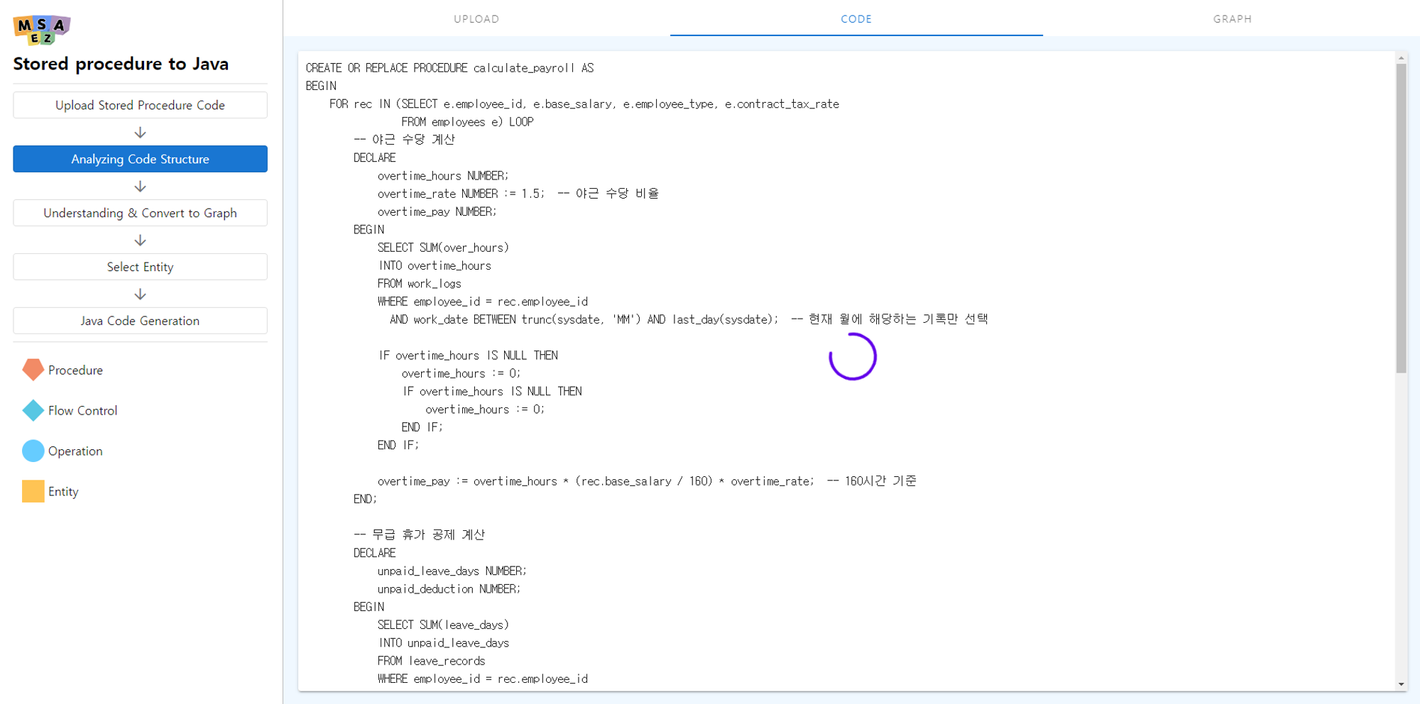 MSA
EZ
Stored procedure to Java
Upload Stored Procedure Code
Analyzing Code Structure
Understanding & Convert to Graph
Select Entity
Java Code Generation
Procedure
Flow Control
Operation
Entity
UPLOAD
CODE
GRAPH
CREATE OR REPLACE PROCEDURE calculate_payroll AS
BEGIN
    FOR rec IN (SELECT e.employee_id, e.base_salary, e.employee_type, e.contract_tax_rate
                FROM employees e) LOOP
        -- 야근 수당 계산
        DECLARE
            overtime_hours NUMBER;
            overtime_rate NUMBER := 1.5;  -- 야근 수당 비율
            overtime_pay NUMBER;
        BEGIN
            SELECT SUM(over_hours)
            INTO overtime_hours
            FROM work_logs
            WHERE employee_id = rec.employee_id
              AND work_date BETWEEN trunc(sysdate, 'MM') AND last_day(sysdate);  -- 현재 월에 해당하는 기록만 선택
            IF overtime_hours IS NULL THEN
                overtime_hours := 0;
                IF overtime_hours IS NULL THEN
                    overtime_hours := 0;
                END IF;
            END IF;
            overtime_pay := overtime_hours * (rec.base_salary / 160) * overtime_rate;  -- 160시간 기준
        END;
        -- 무급 휴가 공제 계산
        DECLARE
            unpaid_leave_days NUMBER;
            unpaid_deduction NUMBER;
        BEGIN
            SELECT SUM(leave_days)
            INTO unpaid_leave_days
            FROM leave_records
            WHERE employee_id = rec.employee_id